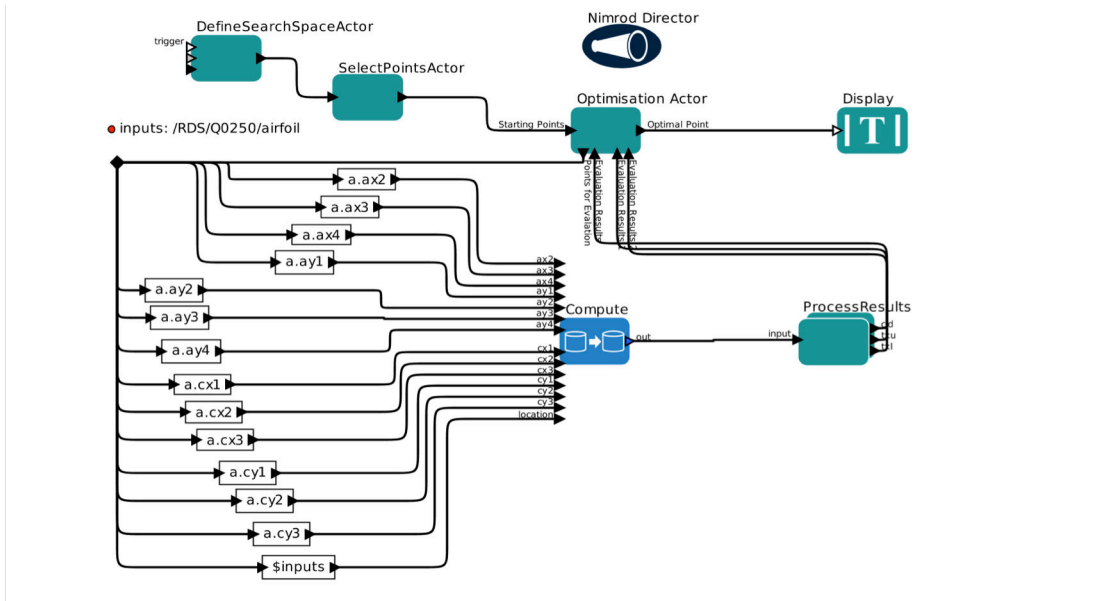 Nimrod Director
DefineSearchSpaceActor
trigger
SelectPointsActor
Optimisation Actor
Display
Starting Points
Optimal Point
T
inputs: /RDS/Q0250/airfoil
Points for Evalation
Evaluation Results
Evaluation Results
Evaluation Results
a.ax2
a.ax3
a.ax4
a.ay1
a.ay2
a.ay3
a.ay4
a.cx1
a.cx2
a.cx3
a.cy1
a.cy2
a.cy3
$inputs
ax2
ax3
ax4
ay1
ay2
ay3
ay4
cx1
cx2
cx3
cy1
cy2
cy3
location
Compute
out
input
ProcessResults